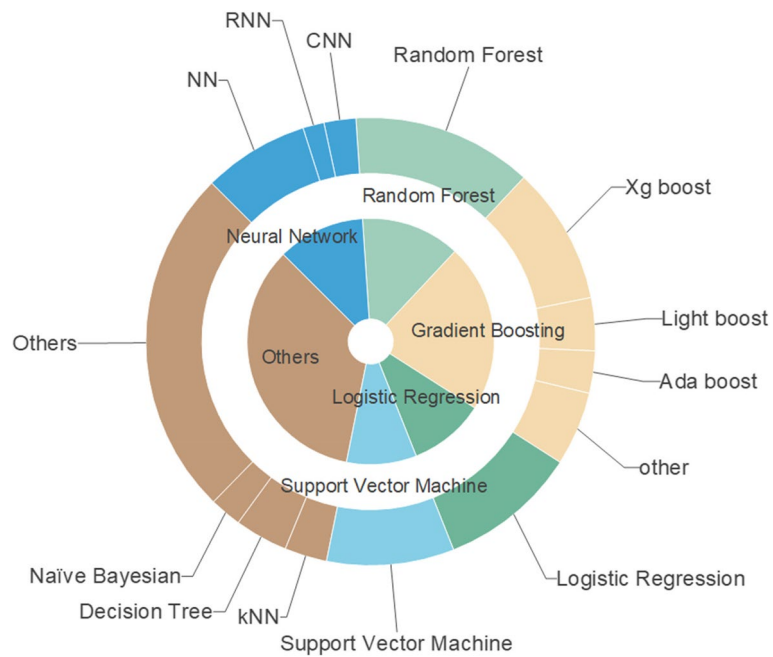 RNN
CNN
NN
Random Forest
Xg boost
Random Forest
Neural Network
Light boost
Gradient Boosting
Others
Others
Ada boost
Logistic Regression
other
Support Vector Machine
Naïve Bayesian
Logistic Regression
Decision Tree
kNN
Support Vector Machine